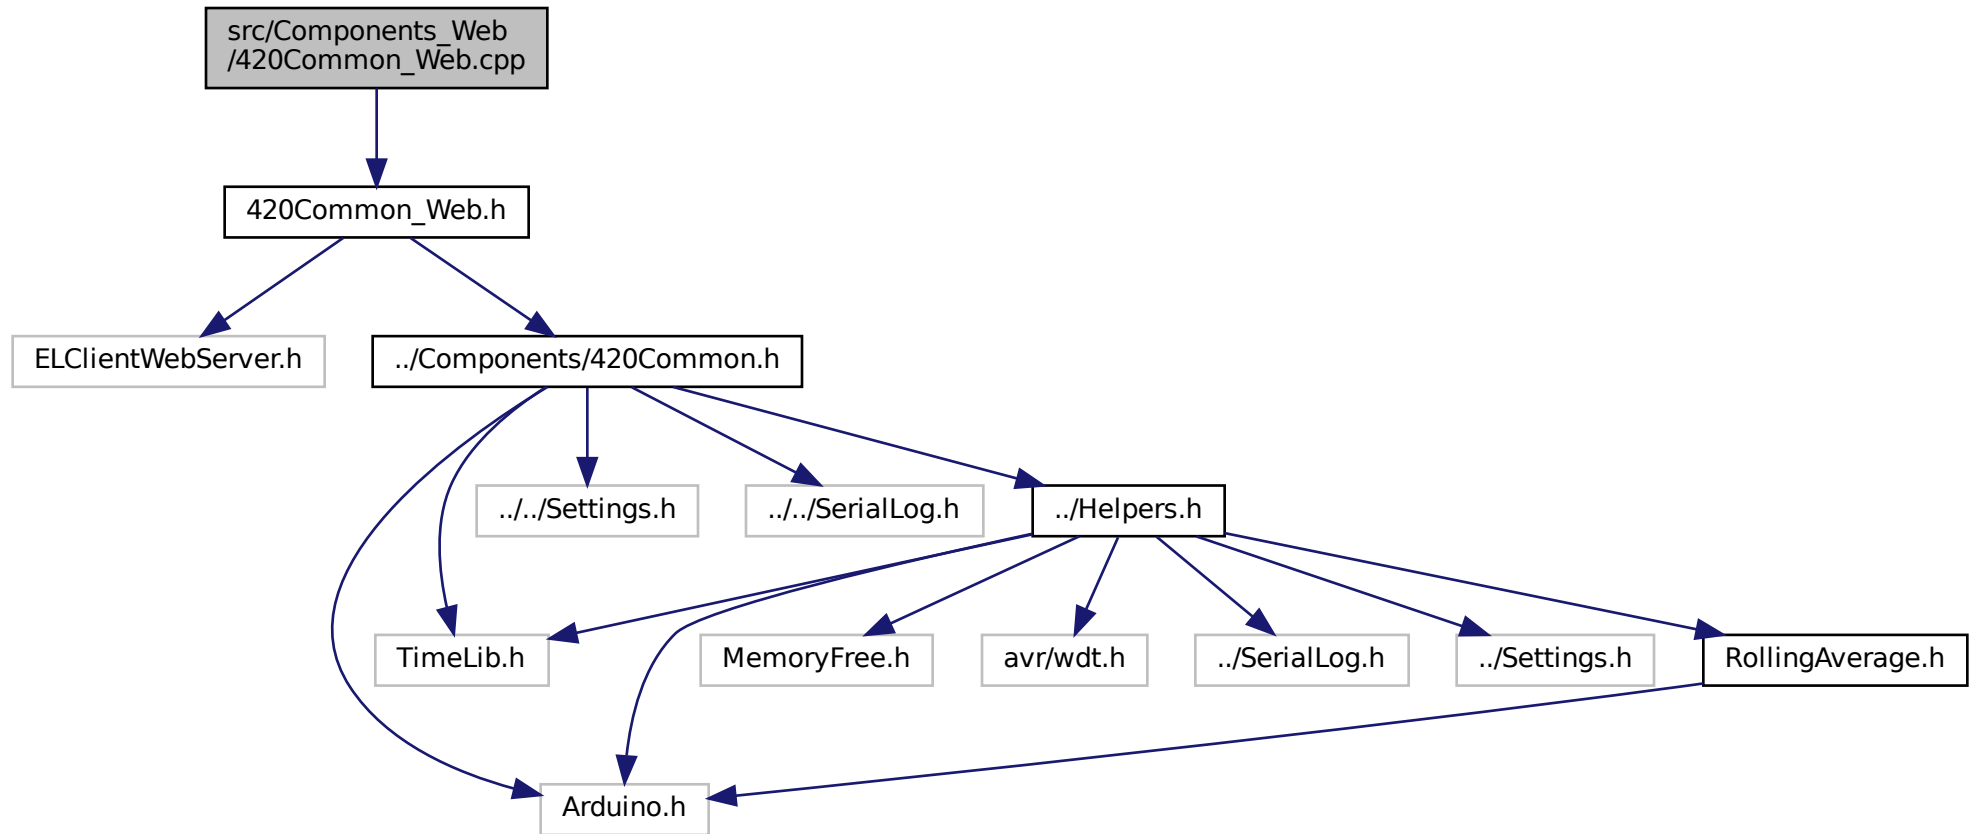 src/Components_Web
/420Common_Web.cpp
420Common_Web.h
ELClientWebServer.h
../Components/420Common.h
../../Settings.h
../../SerialLog.h
../Helpers.h
TimeLib.h
MemoryFree.h
avr/wdt.h
../SerialLog.h
../Settings.h
RollingAverage.h
Arduino.h